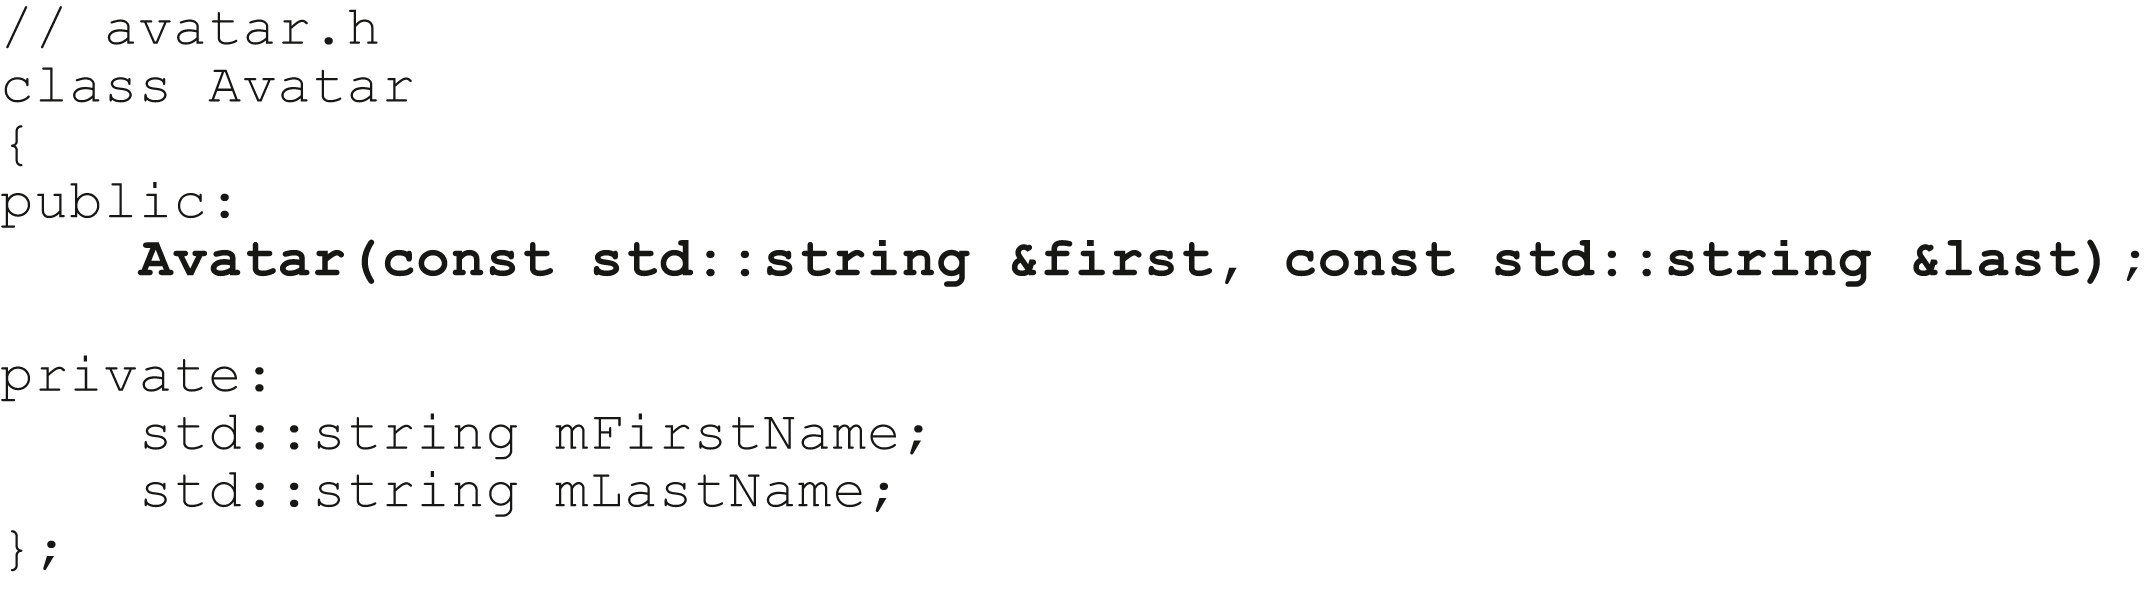 // avatar.h
class Avatar
{
public:
    Avatar(const std::string &first, const std::string &last);

private:
    std::string mFirstName;
    std::string mLastName;
};